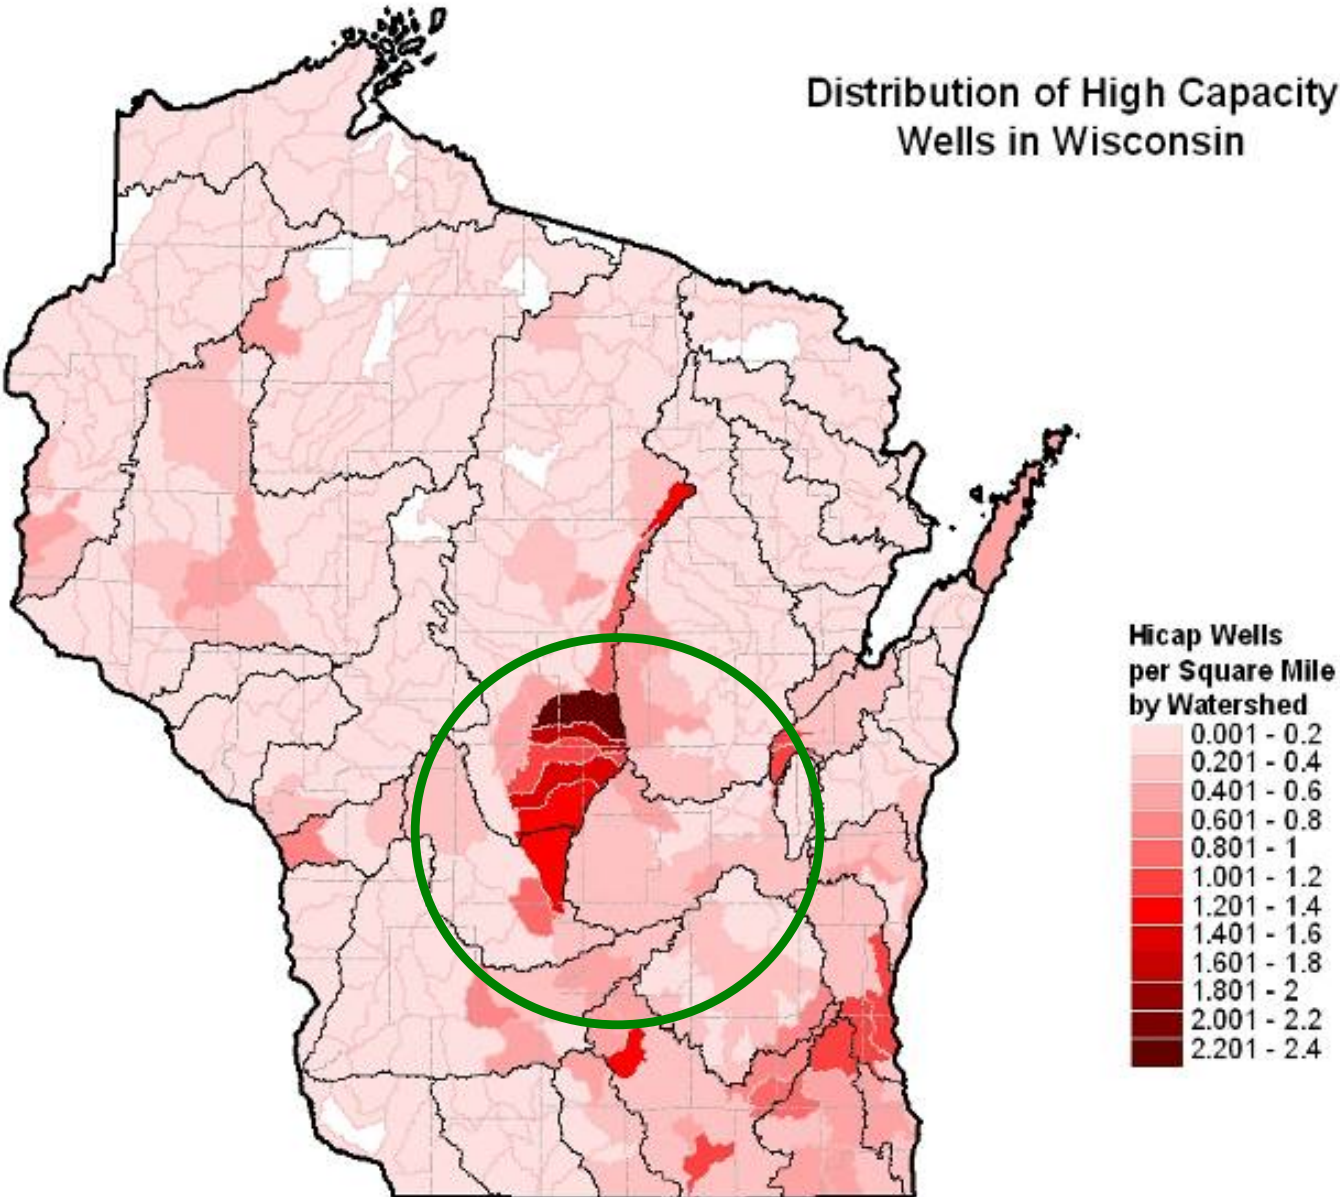 Distribution of High Capacity
Wells in Wisconsin
Hicap Wells
per Square Mile
by Watershed
0.001 - 0.2
0.201 - 0.4
0.401 - 0.6
0.601 - 0.8
0.801 - 1
1.001 - 1.2
1.201 - 1.4
1.401 - 1.6
1.601 - 1.8
1.801 - 2
2.001 - 2.2
2.201 - 2.4